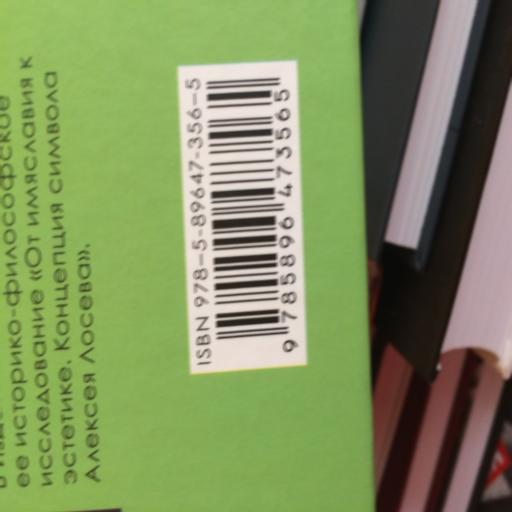 ее историко-философское
исследование «От имяславия к
эстетике. Концепция символа
Алексея Лосева».
ISBN 978-5-89647-356-5
9 785896 473565